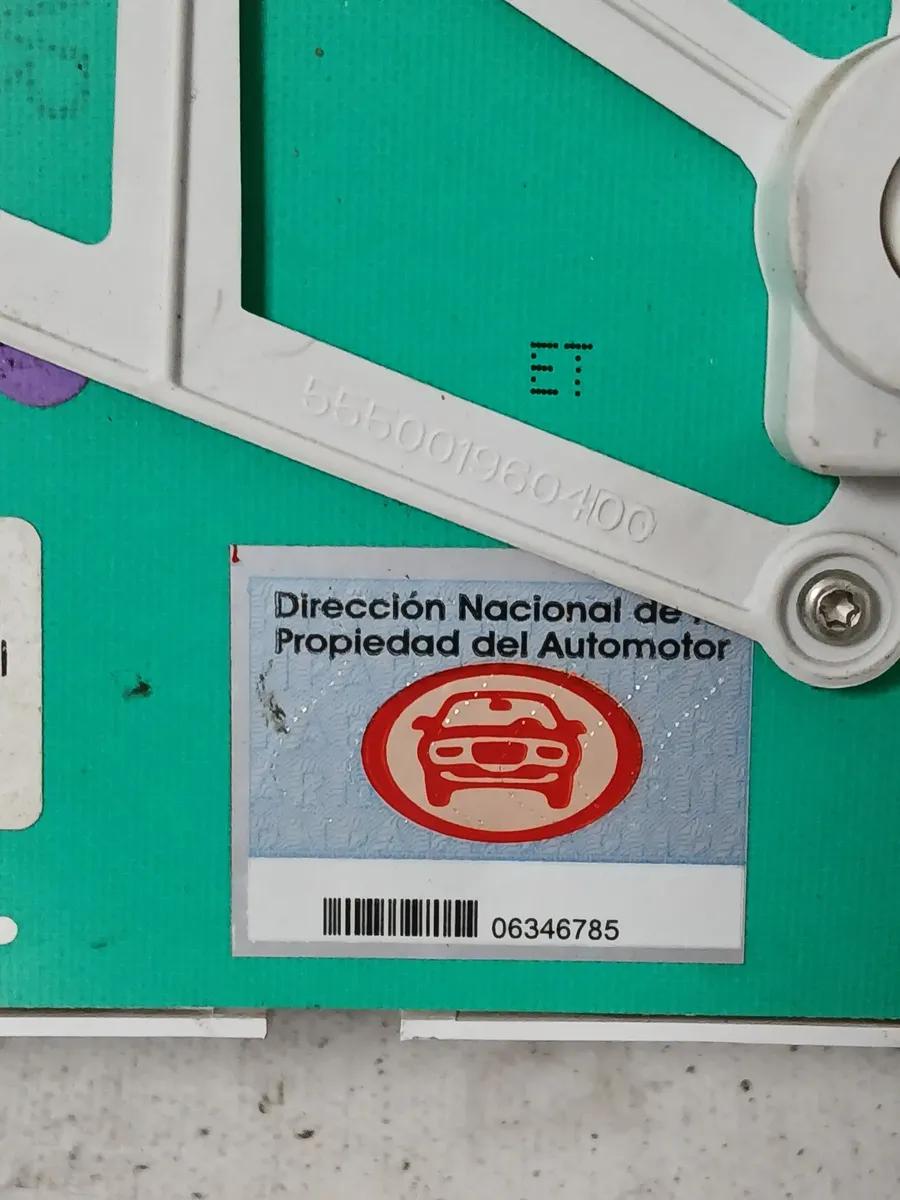 ET
5550019604100
Dirección Nacional de
Propiedad del Automotor
06346785